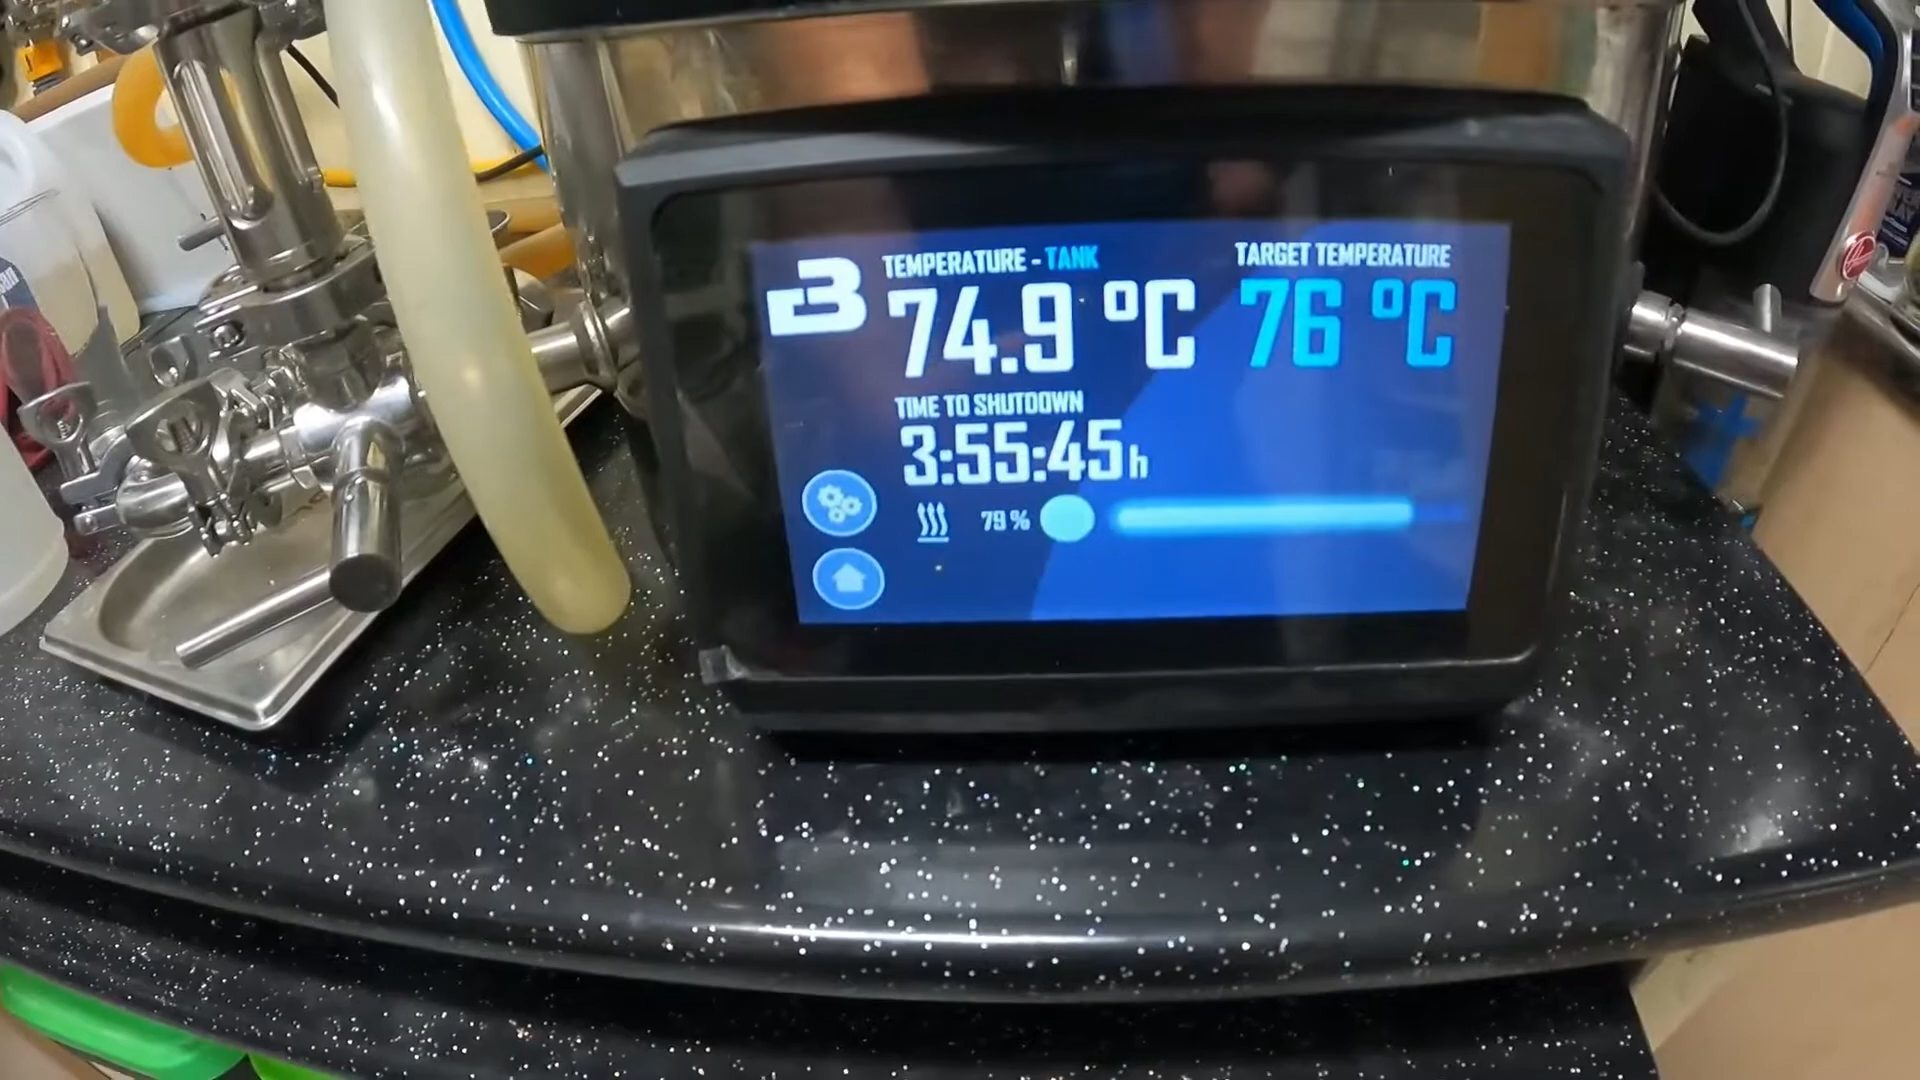 TEMPERATURE - TANK
74.9 °C
TARGET TEMPERATURE
76 °C
TIME TO SHUTDOWN
3:55:45h
79 %